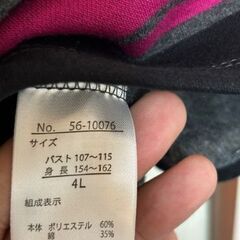 No. 56-10076
サイズ
バスト 107〜115
身長 154〜162
4L
組成表示
本体 ポリエステル 60%
綿 35%